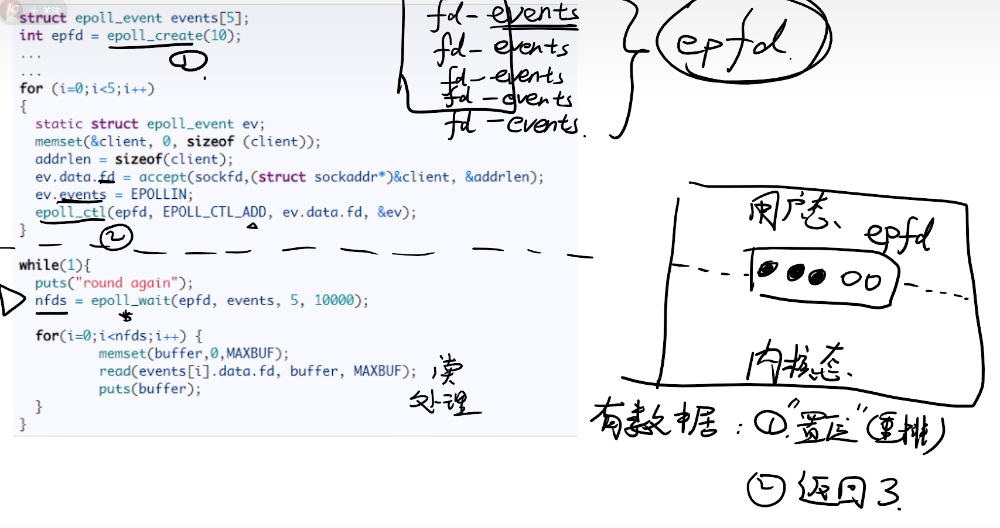 + 关注
struct epoll_event events[5];
int epfd = epoll_create(10);
①
...
...
for (i=0;i<5;i++)
{
static struct epoll_event ev;
memset(&client, 0, sizeof (client));
addrlen = sizeof(client);
ev.data.fd = accept(sockfd,(struct sockaddr*)&client, &addrlen);
ev.events = EPOLLIN;
epoll_ctl(epfd, EPOLL_CTL_ADD, ev.data.fd, &ev);
}
②
while(1){
puts("round again");
nfds = epoll_wait(epfd, events, 5, 10000);
for(i=0;i<nfds;i++) {
memset(buffer,0,MAXBUF);
read(events[i].data.fd, buffer, MAXBUF);
puts(buffer);
}
}
读
处理
fd - events
fd - events
fd - events
fd - events
fd - events.
epfd.
用户态、
epfd
内核态、
有数据：①."置位"(重排)
②返回3.